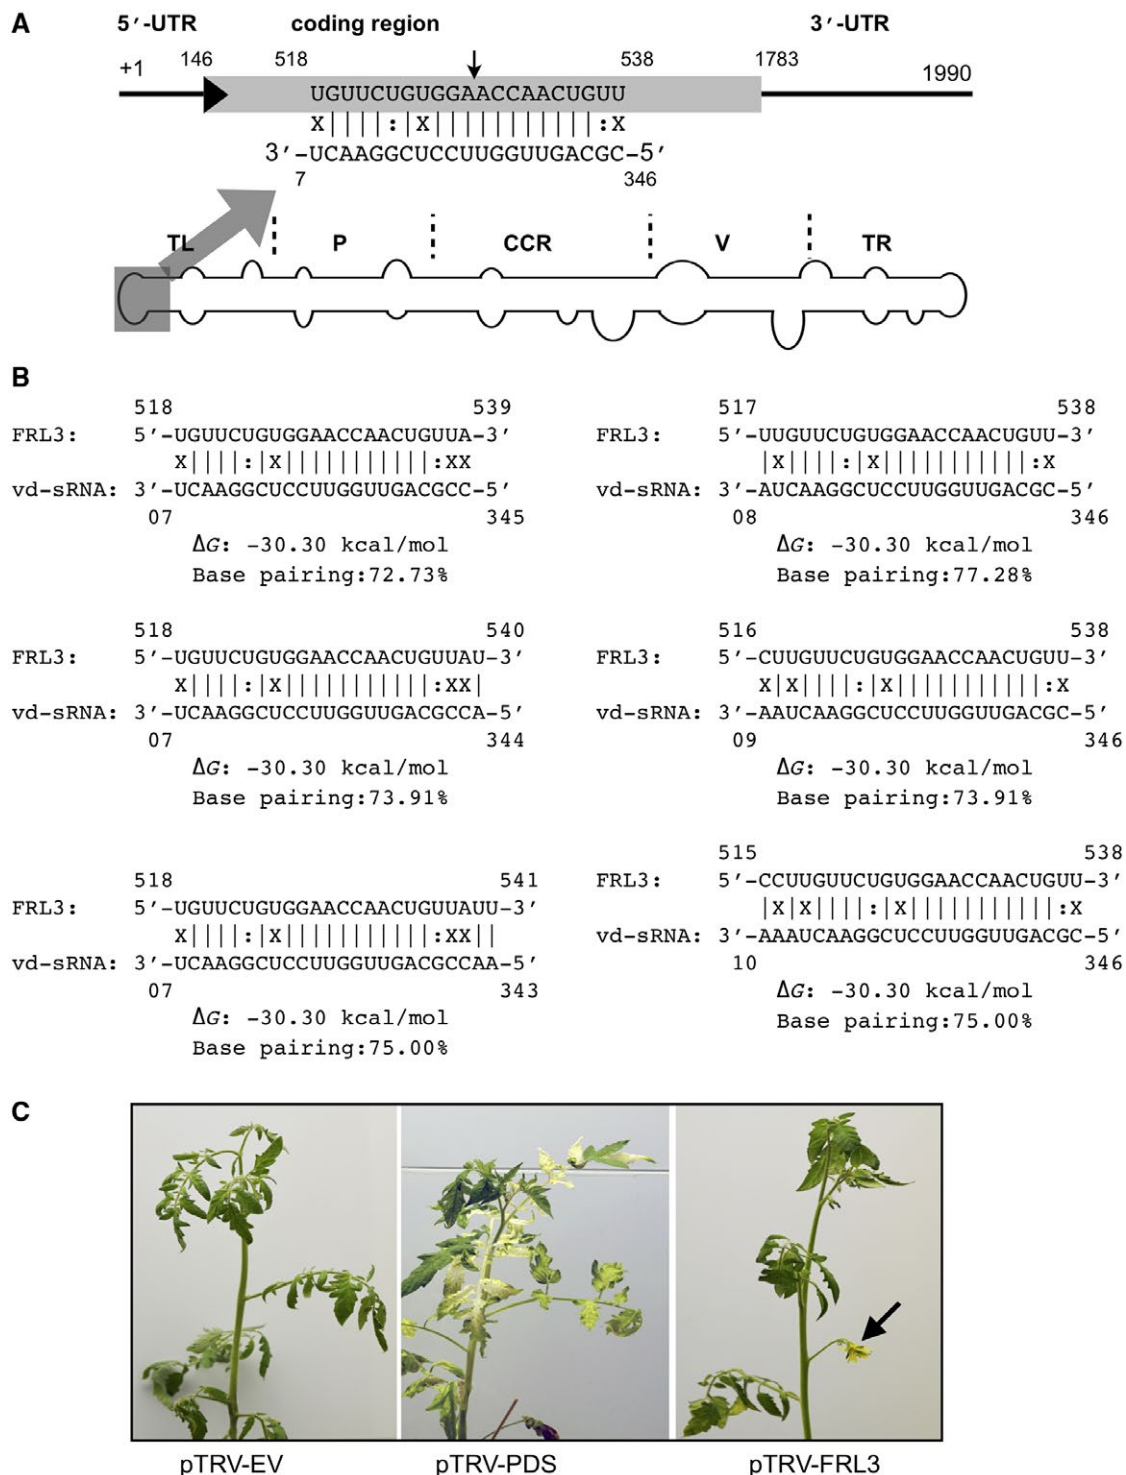 A
5′-UTR coding region 3′-UTR
+1 146 518 538 1783 1990
UGUUCUGUGGAACCAACUGUU
X||||:|X|||||||||||:X
3′-UCAAGGCUCCUUGGUUGACGC-5′
7 346
TL P CCR V TR
B
518 539
FRL3: 5′-UGUUCUGUGGAACCAACUGUUA-3′
X||||:|X|||||||||||:XX
vd-sRNA: 3′-UCAAGGCUCCUUGGUUGACGCC-5′
07 345
ΔG: -30.30 kcal/mol
Base pairing:72.73%
517 538
FRL3: 5′-UUGUUCUGUGGAACCAACUGUU-3′
|X||||:|X|||||||||||:X
vd-sRNA: 3′-AUCAAGGCUCCUUGGUUGACGC-5′
08 346
ΔG: -30.30 kcal/mol
Base pairing:77.28%
518 540
FRL3: 5′-UGUUCUGUGGAACCAACUGUUAU-3′
X||||:|X|||||||||||:XX|
vd-sRNA: 3′-UCAAGGCUCCUUGGUUGACGCCA-5′
07 344
ΔG: -30.30 kcal/mol
Base pairing:73.91%
516 538
FRL3: 5′-CUUGUUCUGUGGAACCAACUGUU-3′
X|X||||:|X|||||||||||:X
vd-sRNA: 3′-AAUCAAGGCUCCUUGGUUGACGC-5′
09 346
ΔG: -30.30 kcal/mol
Base pairing:73.91%
518 541
FRL3: 5′-UGUUCUGUGGAACCAACUGUUAUU-3′
X||||:|X|||||||||||:XX||
vd-sRNA: 3′-UCAAGGCUCCUUGGUUGACGCCAA-5′
07 343
ΔG: -30.30 kcal/mol
Base pairing:75.00%
515 538
FRL3: 5′-CCUUGUUCUGUGGAACCAACUGUU-3′
|X|X||||:|X|||||||||||:X
vd-sRNA: 3′-AAAUCAAGGCUCCUUGGUUGACGC-5′
10 346
ΔG: -30.30 kcal/mol
Base pairing:75.00%
C
pTRV-EV pTRV-PDS pTRV-FRL3